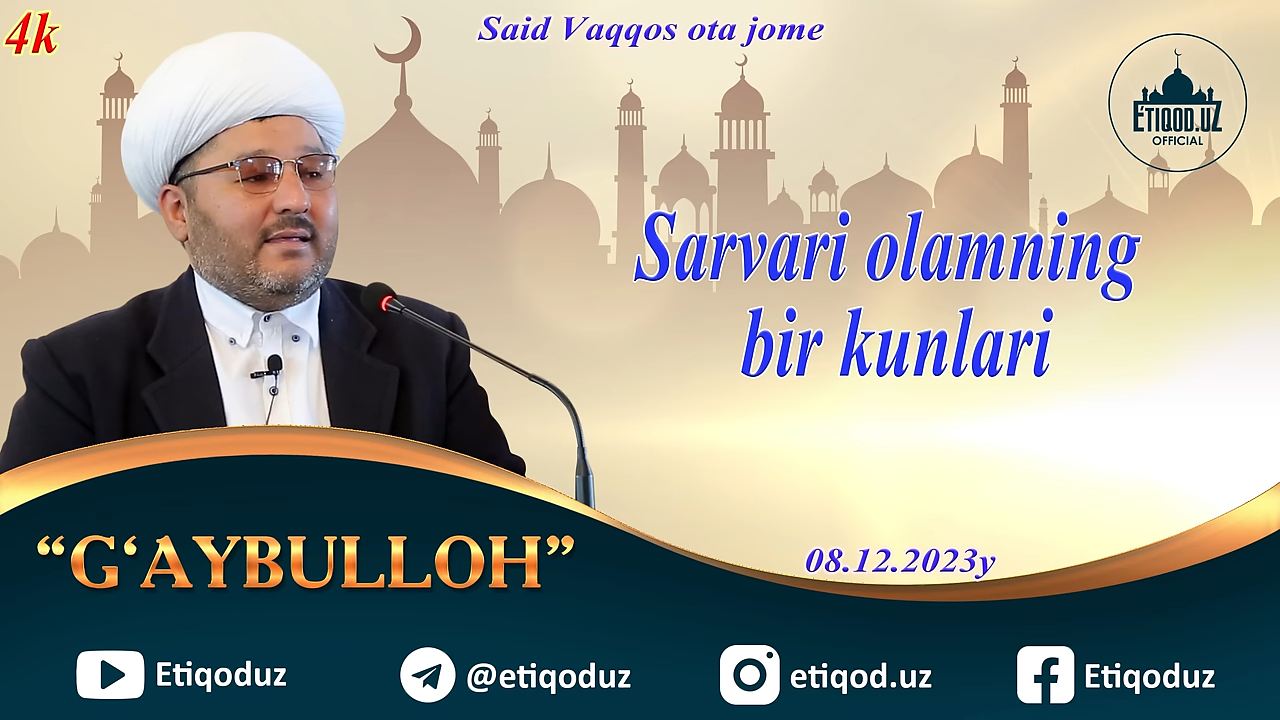 4k
Said Vaqqos ota jome
ETIQOD.UZ
OFFICIAL
Sarvari olamning
bir kunlari
“G‘AYBULLOH”
08.12.2023y
Etiqoduz
@etiqoduz
etiqod.uz
Etiqoduz